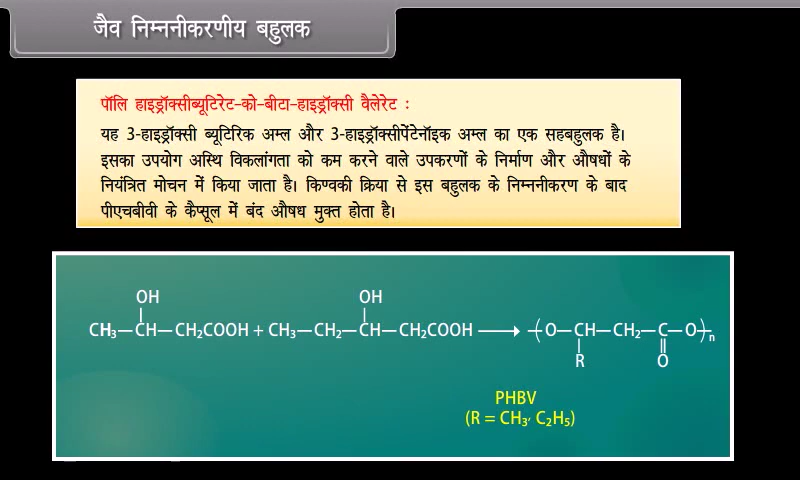 जैव निम्ननीकरणीय बहुलक
पॉलि हाइड्रॉक्सीब्यूटिरेट-को-बीटा-हाइड्रॉक्सी वैलेरेट :
यह 3-हाइड्रॉक्सी ब्यूटिरिक अम्ल और 3-हाइड्रॉक्सीपेंटेनॉइक अम्ल का एक सहबहुलक है।
इसका उपयोग अस्थि विकलांगता को कम करने वाले उपकरणों के निर्माण और औषधों के
नियंत्रित मोचन में किया जाता है। किण्वकी क्रिया से इस बहुलक के निम्ननीकरण के बाद
पीएचबीवी के कैप्सूल में बंद औषध मुक्त होता है।
OH OH
CH₃—CH—CH₂COOH + CH₃—CH₂—CH—CH₂COOH ⟶ —(O—CH—CH₂—C—O—)ₙ
R O
PHBV
(R = CH₃, C₂H₅)